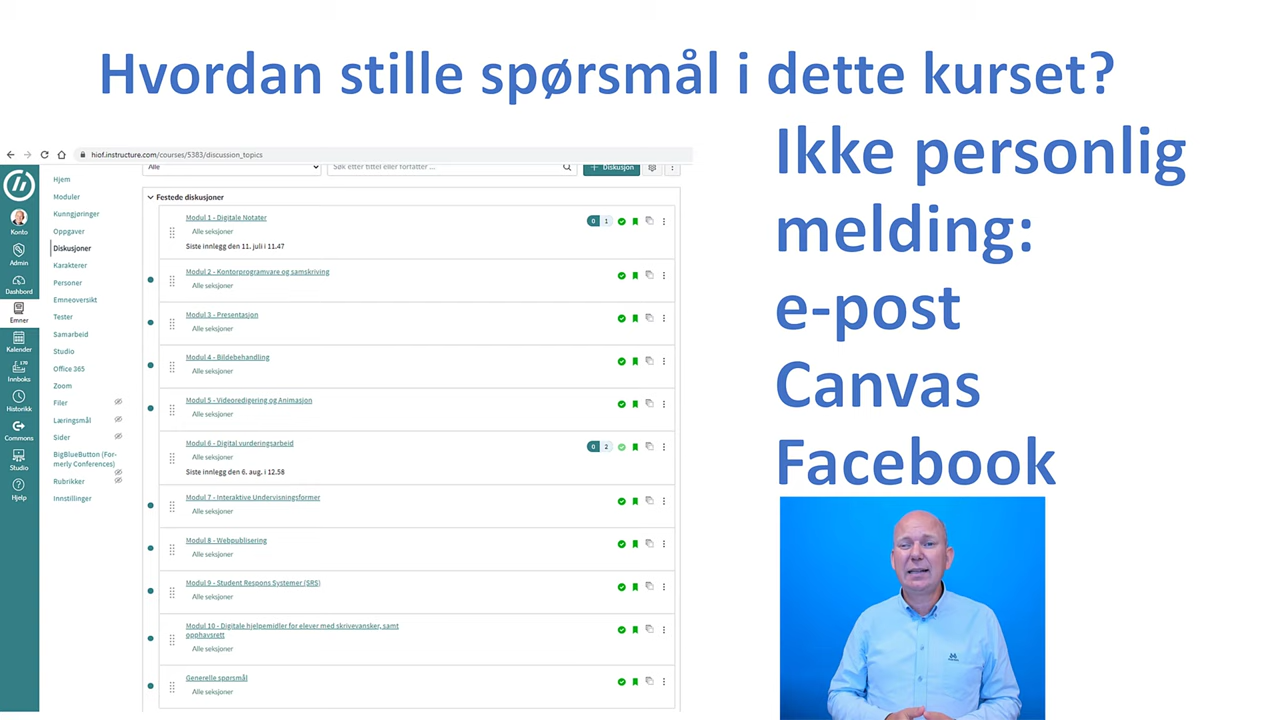 Hvordan stille spørsmål i dette kurset?
Ikke personlig
melding:
e-post
Canvas
Facebook
hiof.instructure.com/courses/5383/discussion_topics
Konto
Admin
Dashbord
Emner
Kalender
170
Innboks
Historikk
Commons
Studio
Hjelp
Hjem
Moduler
Kunngjøringer
Oppgaver
Diskusjoner
Karakterer
Personer
Emneoversikt
Tester
Samarbeid
Studio
Office 365
Zoom
Filer
Læringsmål
Sider
BigBlueButton (For-
merly Conferences)
Rubrikker
Innstillinger
Alle
Søk etter tittel eller forfatter ...
+ Diskusjon
Festede diskusjoner
Modul 1 - Digitale Notater
Alle seksjoner
Siste innlegg den 11. juli i 11.47
0 1
Modul 2 - Kontorprogramvare og samskriving
Alle seksjoner
Modul 3 - Presentasjon
Alle seksjoner
Modul 4 - Bildebehandling
Alle seksjoner
Modul 5 - Videoredigering og Animasjon
Alle seksjoner
Modul 6 - Digital vurderingsarbeid
Alle seksjoner
Siste innlegg den 6. aug. i 12.58
0 2
Modul 7 - Interaktive Undervisningsformer
Alle seksjoner
Modul 8 - Webpublisering
Alle seksjoner
Modul 9 - Student Respons Systemer (SRS)
Alle seksjoner
Modul 10 - Digitale hjelpemidler for elever med skrivevansker, samt
opphavsrett
Alle seksjoner
Generelle spørsmål
Alle seksjoner